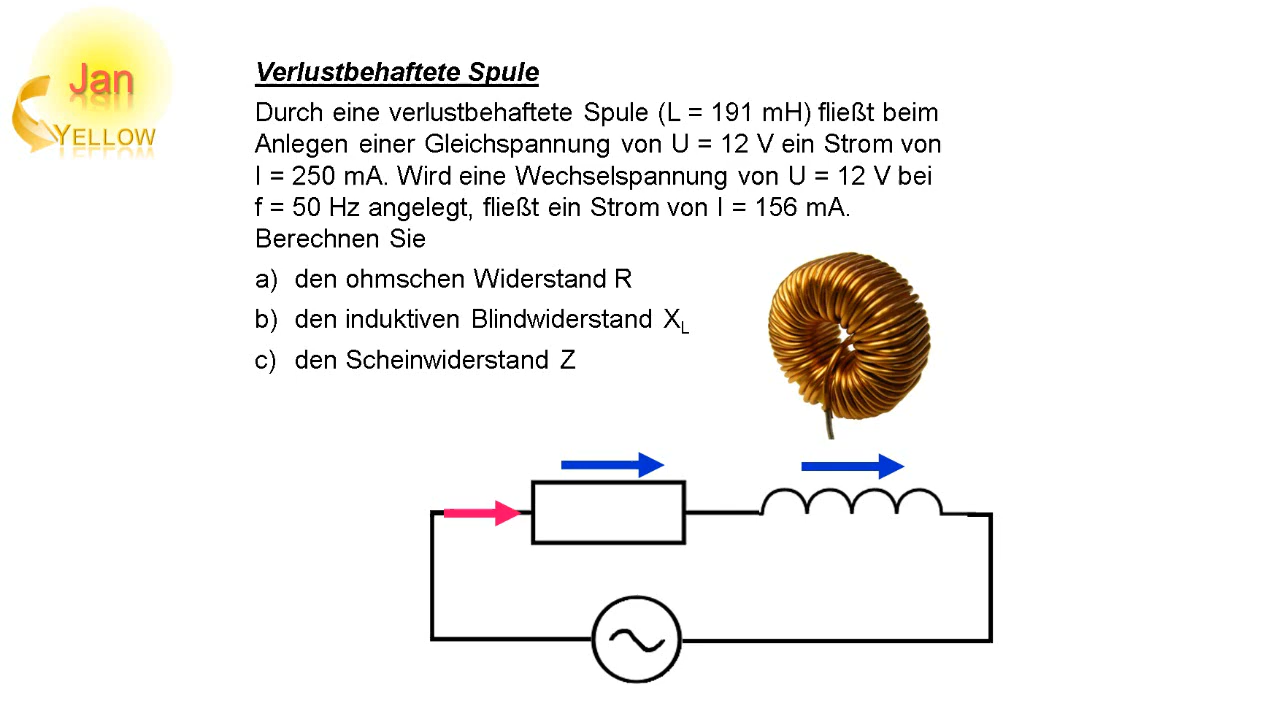 Jan
YELLOW
Verlustbehaftete Spule
Durch eine verlustbehaftete Spule (L = 191 mH) fließt beim
Anlegen einer Gleichspannung von U = 12 V ein Strom von
I = 250 mA. Wird eine Wechselspannung von U = 12 V bei
f = 50 Hz angelegt, fließt ein Strom von I = 156 mA.
Berechnen Sie
a) den ohmschen Widerstand R
b) den induktiven Blindwiderstand XL
c) den Scheinwiderstand Z